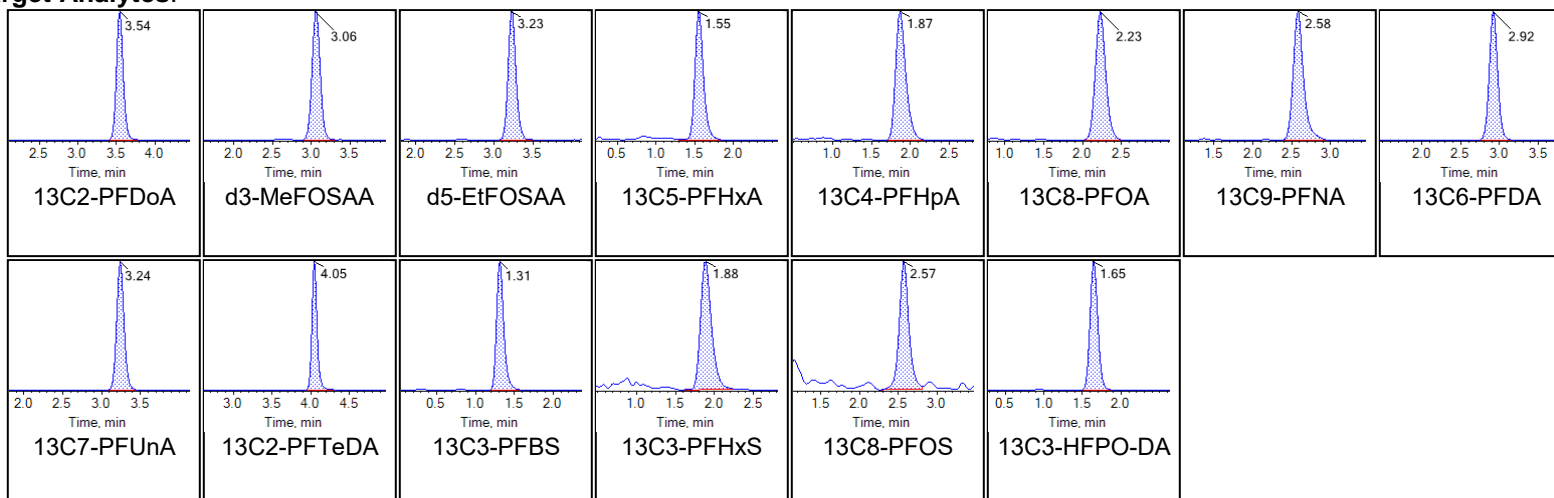 rget Analytes:
3.54 3.06 3.23 1.55 1.87 2.23 2.58 2.92
2.5 3.0 3.5 4.0 2.0 2.5 3.0 3.5 2.0 2.5 3.0 3.5 0.5 1.0 1.5 2.0 1.0 1.5 2.0 2.5 1.0 1.5 2.0 2.5 1.5 2.0 2.5 3.0 2.0 2.5 3.0 3.5
Time, min Time, min Time, min Time, min Time, min Time, min Time, min Time, min
13C2-PFDoA d3-MeFOSAA d5-EtFOSAA 13C5-PFHxA 13C4-PFHpA 13C8-PFOA 13C9-PFNA 13C6-PFDA
3.24 4.05 1.31 1.88 2.57 1.65
2.0 2.5 3.0 3.5 3.0 3.5 4.0 4.5 0.5 1.0 1.5 2.0 1.0 1.5 2.0 2.5 1.5 2.0 2.5 3.0 0.5 1.0 1.5 2.0
Time, min Time, min Time, min Time, min Time, min Time, min
13C7-PFUnA 13C2-PFTeDA 13C3-PFBS 13C3-PFHxS 13C8-PFOS 13C3-HFPO-DA